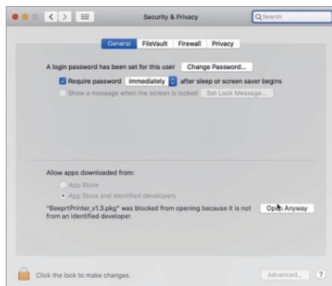 Security & Privacy
Search
General FileVault Firewall Privacy
A login password has been set for this user Change Password...
Require password immediately after sleep or screen saver begins
Show a message when the screen is locked Set Lock Message...
Allow apps downloaded from:
App Store
App Store and identified developers
"BeeprtPrinter_v1.3.pkg" was blocked from opening because it is not Open Anyway
from an identified developer.
Click the lock to make changes.
Advanced... ?